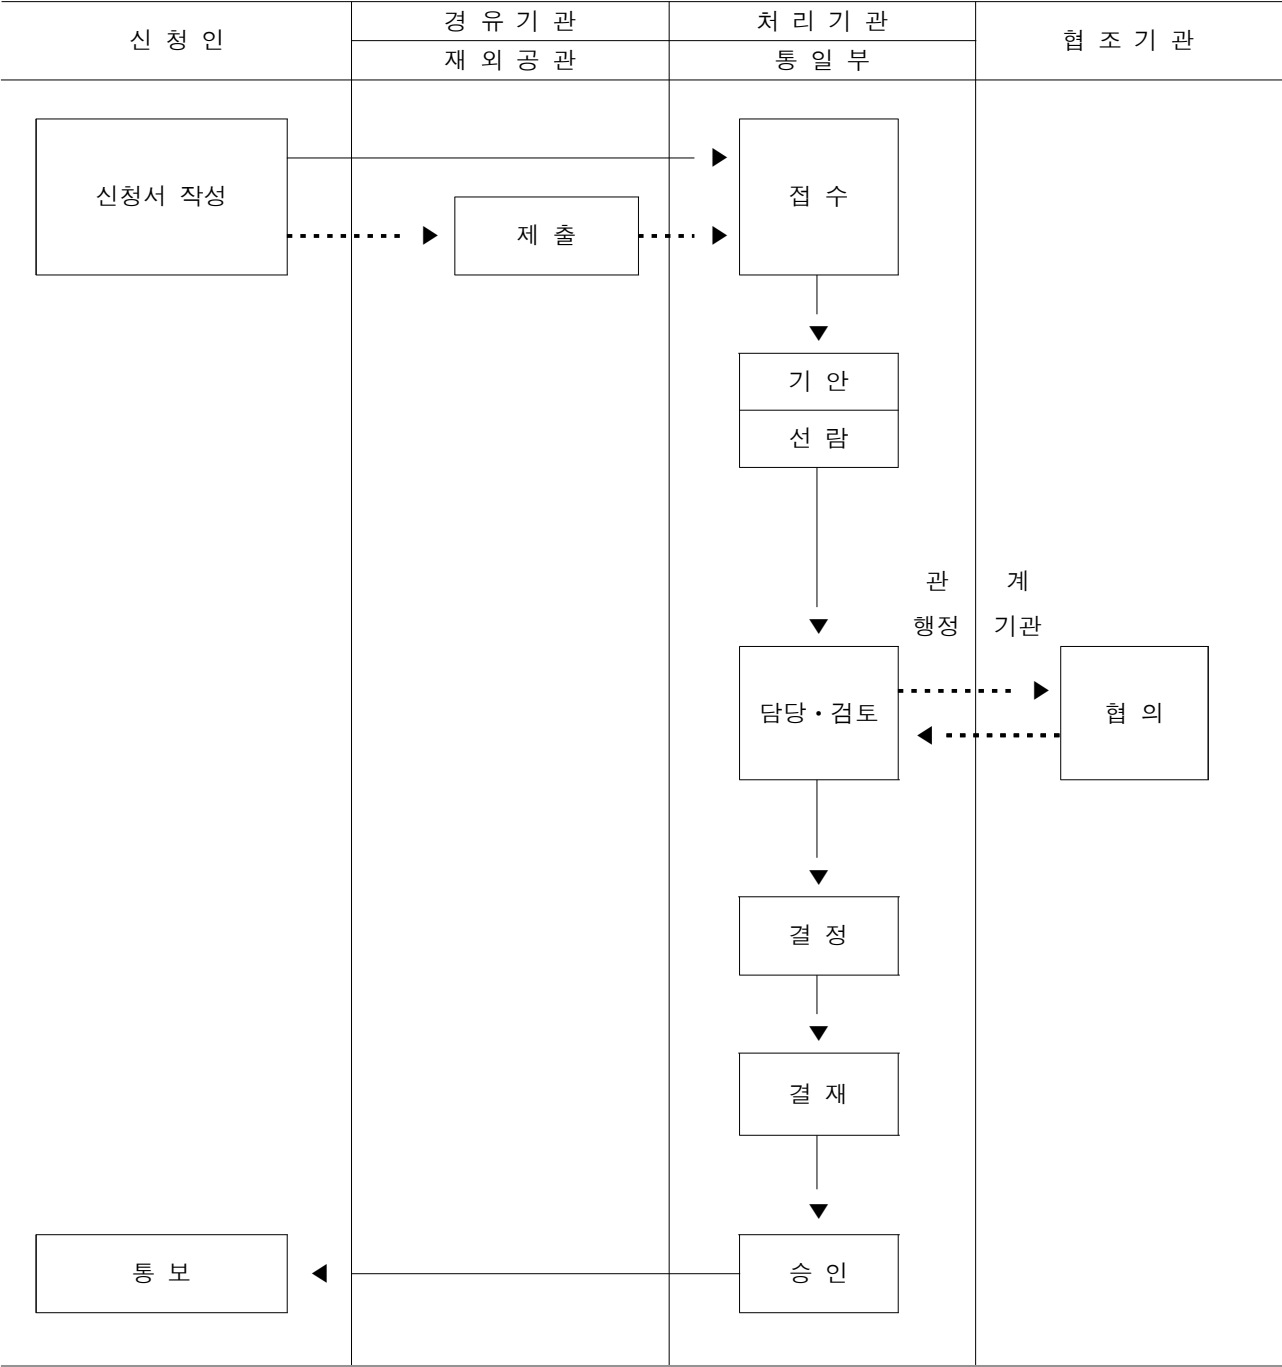 신 청 인
경 유 기 관
처 리 기 관
협 조 기 관
재 외 공 관
통 일 부
신청서 작성
접 수
제 출
기 안
선 람
관 계
행정 기관
담당·검토
협 의
결 정
결 재
통 보
승 인